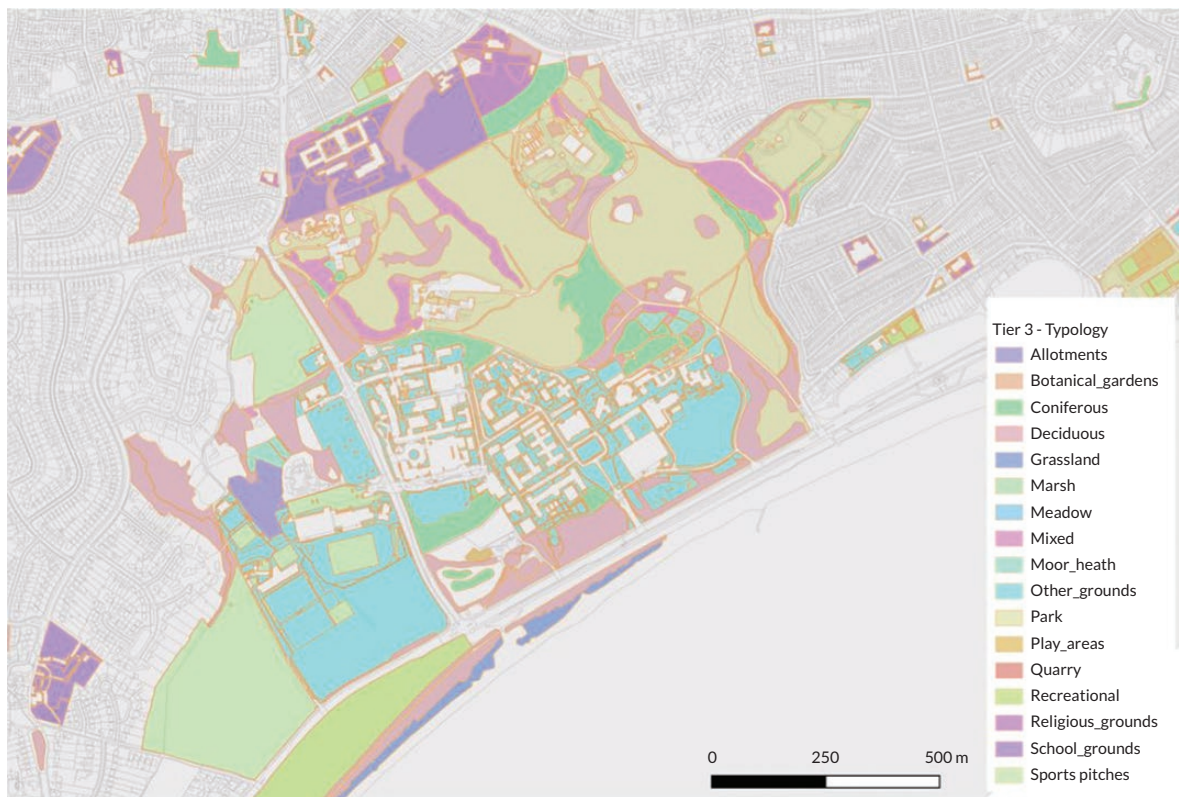 Tier 3 - Typology
Allotments
Botanical_gardens
Coniferous
Deciduous
Grassland
Marsh
Meadow
Mixed
Moor_heath
Other_grounds
Park
Play_areas
Quarry
Recreational
Religious_grounds
School_grounds
Sports pitches
0 250 500 m